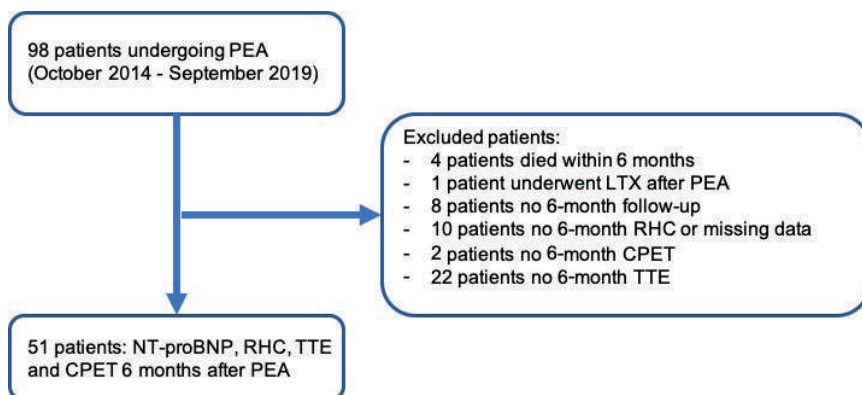 98 patients undergoing PEA
(October 2014 - September 2019)
Excluded patients:
- 4 patients died within 6 months
- 1 patient underwent LTX after PEA
- 8 patients no 6-month follow-up
- 10 patients no 6-month RHC or missing data
- 2 patients no 6-month CPET
- 22 patients no 6-month TTE
51 patients: NT-proBNP, RHC, TTE
and CPET 6 months after PEA